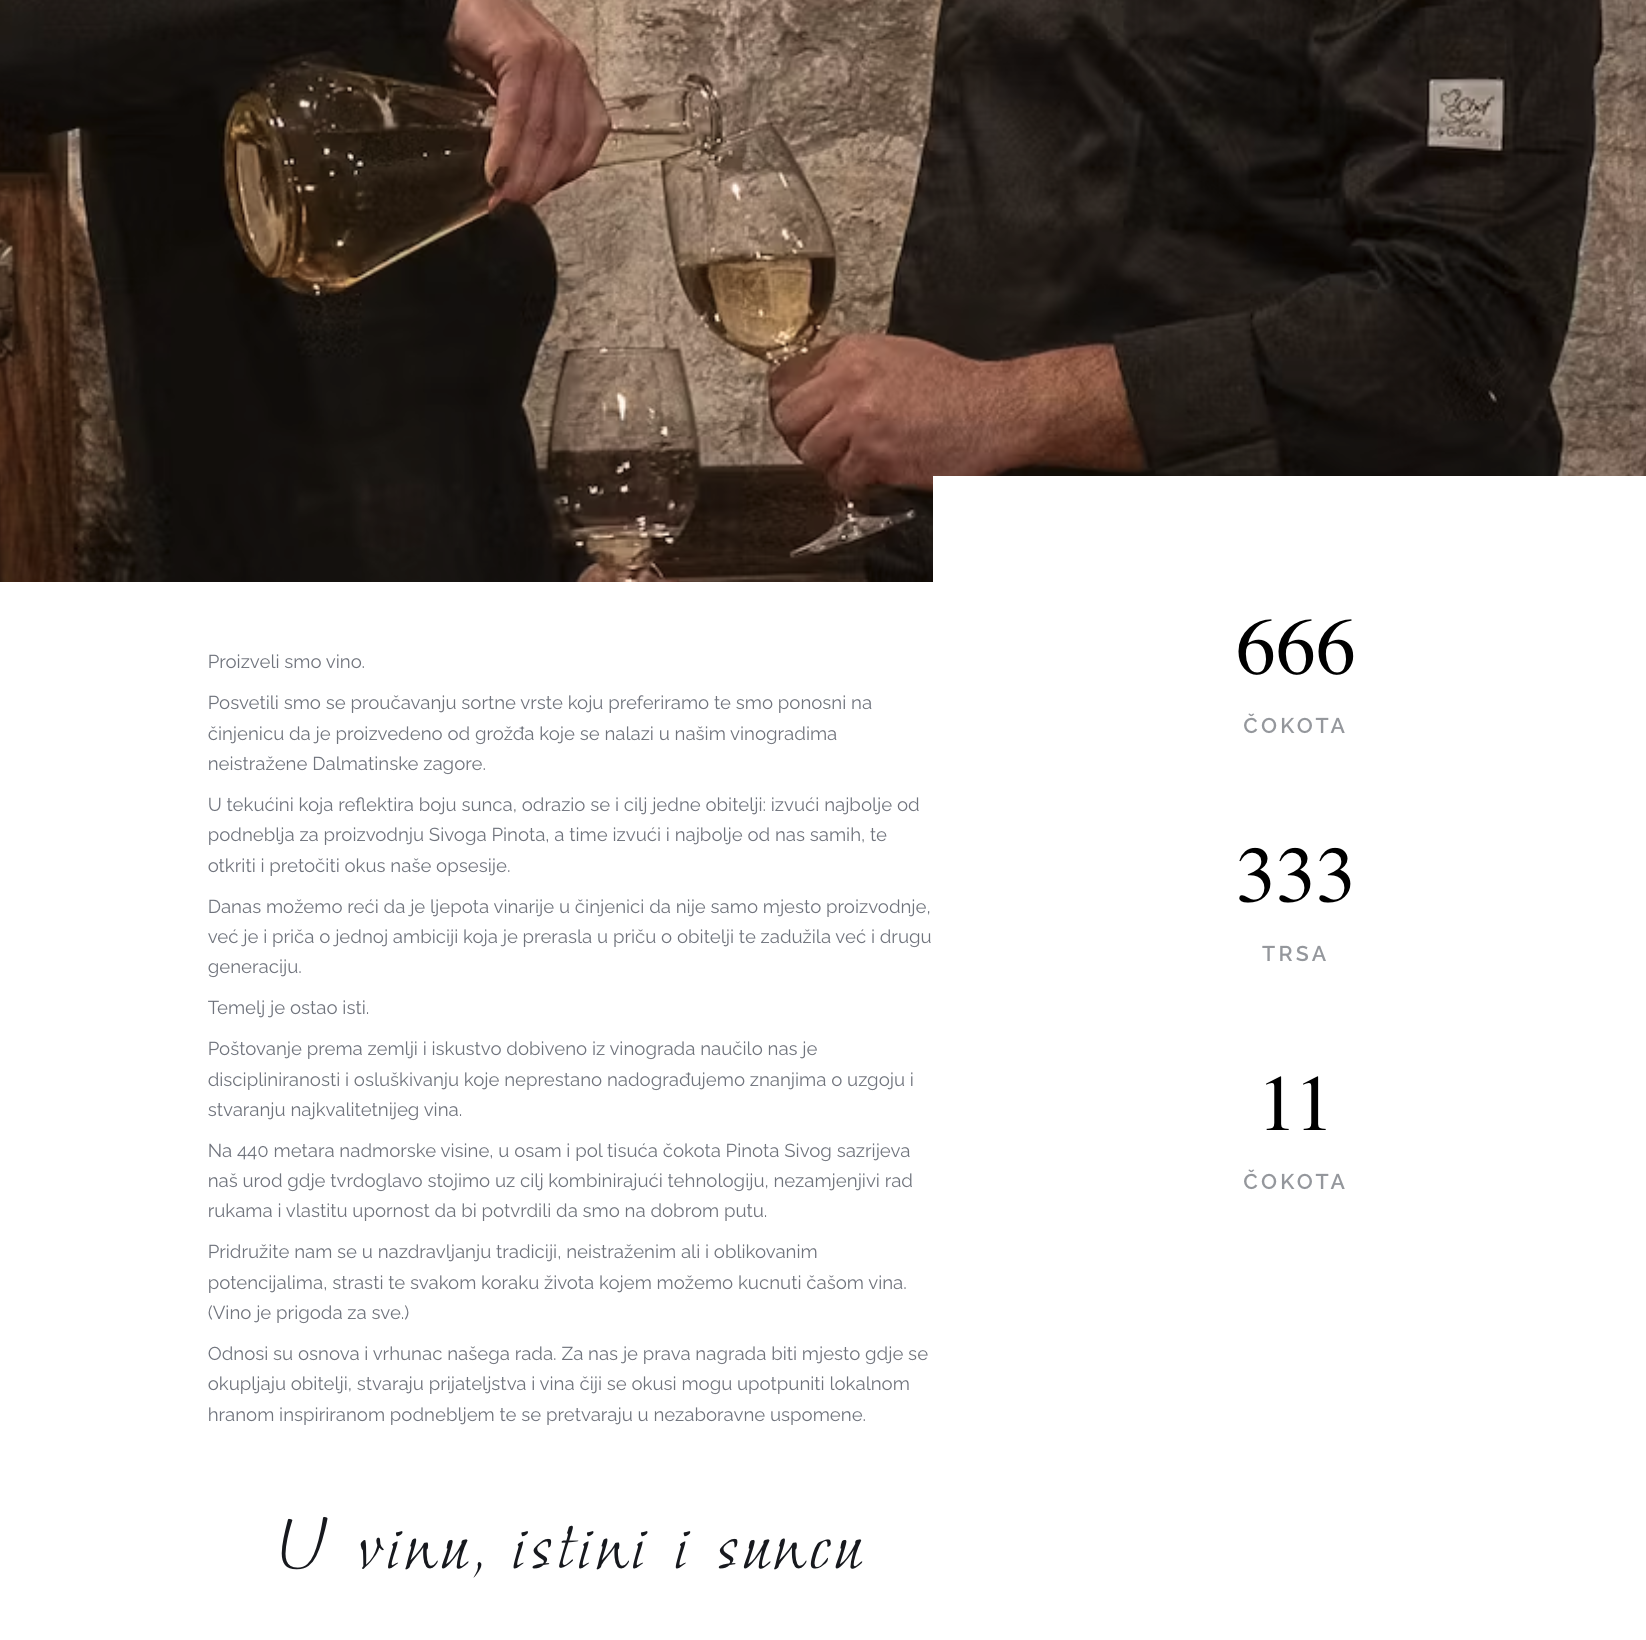 Chef
Proizveli smo vino.
Posvetili smo se proučavanju sortne vrste koju preferiramo te smo ponosni na
činjenicu da je proizvedeno od grožđa koje se nalazi u našim vinogradima
neistražene Dalmatinske zagore.
U tekućini koja reflektira boju sunca, odrazio se i cilj jedne obitelji: izvući najbolje od
podneblja za proizvodnju Sivoga Pinota, a time izvući i najbolje od nas samih, te
otkriti i pretočiti okus naše opsesije.
Danas možemo reći da je ljepota vinarije u činjenici da nije samo mjesto proizvodnje,
već je i priča o jednoj ambiciji koja je prerasla u priču o obitelji te zadužila već i drugu
generaciju.
Temelj je ostao isti.
Poštovanje prema zemlji i iskustvo dobiveno iz vinograda naučilo nas je
discipliniranosti i osluškivanju koje neprestano nadograđujemo znanjima o uzgoju i
stvaranju najkvalitetnijeg vina.
Na 440 metara nadmorske visine, u osam i pol tisuća čokota Pinota Sivog sazrijeva
naš urod gdje tvrdoglavo stojimo uz cilj kombinirajući tehnologiju, nezamjenjivi rad
rukama i vlastitu upornost da bi potvrdili da smo na dobrom putu.
Pridružite nam se u nazdravljanju tradiciji, neistraženim ali i oblikovanim
potencijalima, strasti te svakom koraku života kojem možemo kucnuti čašom vina.
(Vino je prigoda za sve.)
Odnosi su osnova i vrhunac našega rada. Za nas je prava nagrada biti mjesto gdje se
okupljaju obitelji, stvaraju prijateljstva i vina čiji se okusi mogu upotpuniti lokalnom
hranom inspiriranom podnebljem te se pretvaraju u nezaboravne uspomene.
U vinu, istini i suncu
666
ČOKOTA
333
TRSA
11
ČOKOTA